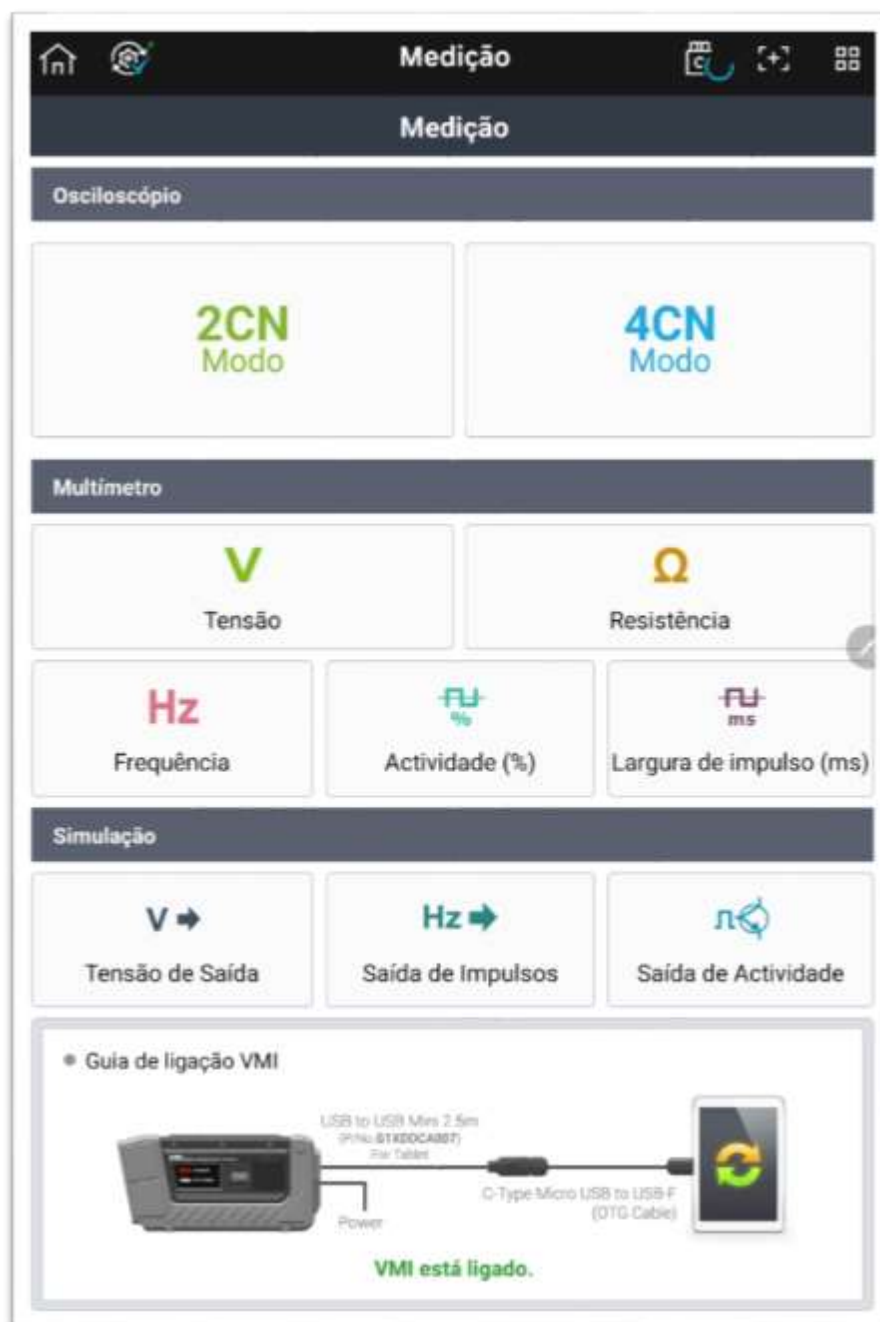 Medição
Medição
Osciloscópio
2CN
Modo
4CN
Modo
Multímetro
V
Tensão
Ω
Resistência
Hz
Frequência
%
Actividade (%)
ms
Largura de impulso (ms)
Simulação
V
Tensão de Saída
Hz
Saída de Impulsos
Saída de Actividade
Guia de ligação VMI
USB to USB Mini 2.5m
(P/No. G1XDDCA007)
For Tablet
Power
C-Type Micro USB to USB-F
(OTG Cable)
VMI está ligado.